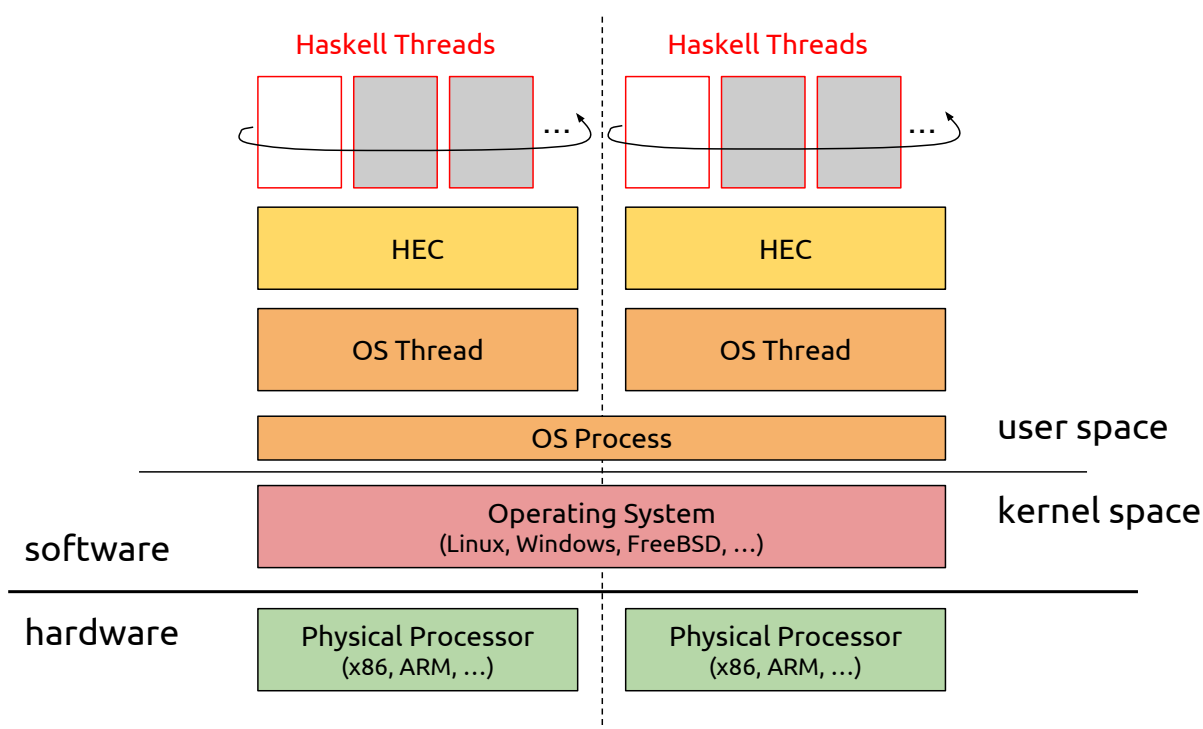 Haskell Threads
Haskell Threads
...
...
HEC
HEC
OS Thread
OS Thread
OS Process
user space
Operating System
(Linux, Windows, FreeBSD, …)
kernel space
software
hardware
Physical Processor
(x86, ARM, …)
Physical Processor
(x86, ARM, …)